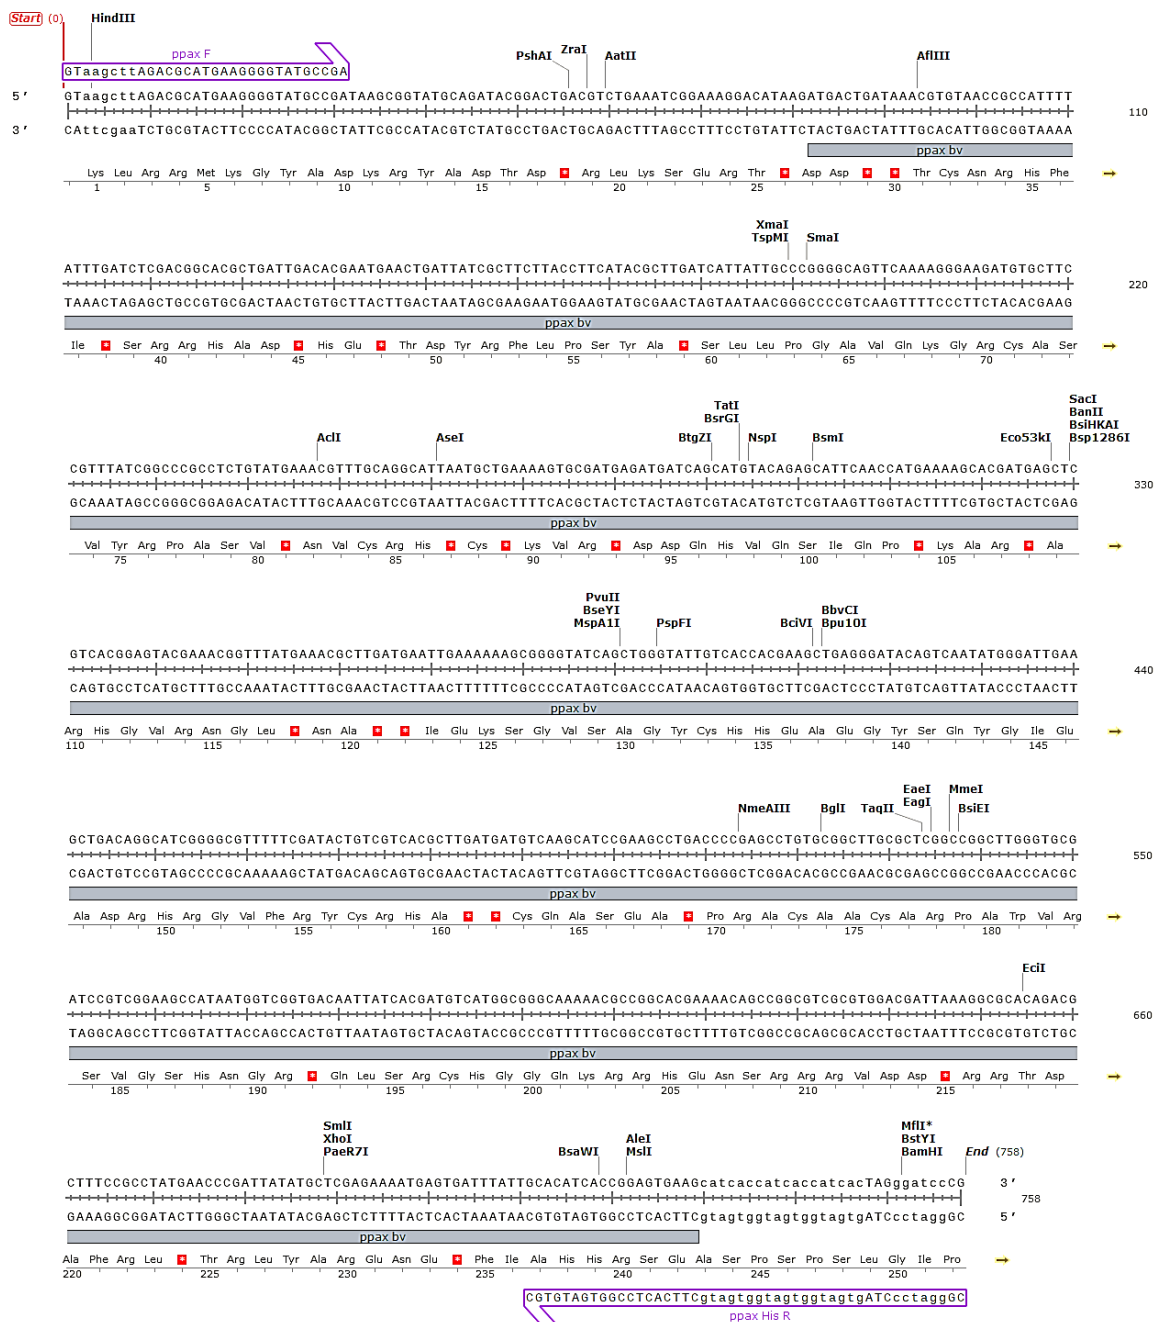 Start (0) HindIII
ppax F
PshAI ZraI AatII AflIII
GTaagcttAGACGCATGAAGGGGTATGCCGA
5’ GTaagcttAGACGCATGAAGGGGTATGCCGATAAGCGGTATGCAGATACGGACTGACGTCTGAAATCGGAAAGGACATAAGATGACTGATAAACGTGTAACCGCCATTTT
110
3’ CAttcgaaTCTGCGTACTTCCCCATACGGCTATTCGCCATACGTCTATGCCTGACTGCAGACTTTAGCCTTTCCTGTATTCTACTGACTATTTGCACATTGGCGGTAAAA
ppax bv
Lys Leu Arg Arg Met Lys Gly Tyr Ala Asp Lys Arg Tyr Ala Asp Thr Asp * Arg Leu Lys Ser Glu Arg Thr * Asp Asp * * Thr Cys Asn Arg His Phe
1 5 10 15 20 25 30 35
XmaI
TspMI SmaI
ATTTGATCTCGACGGCACGCTGATTGACACGAATGAACTGATTATCGCTTCTTACCTTCATACGCTTGATCATTATTGCCCGGGGCAGTTCAAAAGGGAAGATGTGCTTC
220
TAAACTAGAGCTGCCGTGCGACTAACTGTGCTTACTTGACTAATAGCGAAGAATGGAAGTATGCGAACTAGTAATAACGGGCCCCGTCAAGTTTTCCCTTCTACACGAAG
ppax bv
Ile * Ser Arg Arg His Ala Asp * His Glu * Thr Asp Tyr Arg Phe Leu Pro Ser Tyr Ala * Ser Leu Leu Pro Gly Ala Val Gln Lys Gly Arg Cys Ala Ser
40 45 50 55 60 65 70
SacI
TatI BanII
BsrGI BsiHKAI
AclI AseI BtgZI NspI BsmI Eco53kI Bsp1286I
CGTTTATCGGCCCGCCTCTGTATGAAACGTTTGCAGGCATTAATGCTGAAAAGTGCGATGAGATGATCAGCATGTACAGAGCATTCAACCATGAAAAGCACGATGAGCTC
330
GCAAATAGCCGGGCGGAGACATACTTTGCAAACGTCCGTAATTACGACTTTTCACGCTACTCTACTAGTCGTACATGTCTCGTAAGTTGGTACTTTTCGTGCTACTCGAG
ppax bv
Val Tyr Arg Pro Ala Ser Val * Asn Val Cys Arg His * Cys * Lys Val Arg * Asp Asp Gln His Val Gln Ser Ile Gln Pro * Lys Ala Arg * Ala
75 80 85 90 95 100 105
PvuII
BseYI BbvCI
MspA1I PspFI BciVI Bpu10I
GTCACGGAGTACGAAACGGTTTATGAAACGCTTGATGAATTGAAAAAAGCGGGGTATCAGCTGGGTATTGTCACCACGAAGCTGAGGGATACAGTCAATATGGGATTGAA
440
CAGTGCCTCATGCTTTGCCAAATACTTTGCGAACTACTTAACTTTTTTCGCCCCATAGTCGACCCATAACAGTGGTGCTTCGACTCCCTATGTCAGTTATACCCTAACTT
ppax bv
Arg His Gly Val Arg Asn Gly Leu * Asn Ala * * Ile Glu Lys Ser Gly Val Ser Ala Gly Tyr Cys His His Glu Ala Glu Gly Tyr Ser Gln Tyr Gly Ile Glu
110 115 120 125 130 135 140 145
EaeI MmeI
NmeAIII BglI TaqII EagI BsiEI
GCTGACAGGCATCGGGGCGTTTTTCGATACTGTCGTCACGCTTGATGATGTCAAGCATCCGAAGCCTGACCCCGAGCCTGTGCGGCTTGCGCTCGGCCGGCTTGGGTGCG
550
CGACTGTCCGTAGCCCCGCAAAAAGCTATGACAGCAGTGCGAACTACTACAGTTCGTAGGCTTCGGACTGGGGCTCGGACACGCCGAACGCGAGCCGGCCGAACCCACGC
ppax bv
Ala Asp Arg His Arg Gly Val Phe Arg Tyr Cys Arg His Ala * * Cys Gln Ala Ser Glu Ala * Pro Arg Ala Cys Ala Ala Cys Ala Arg Pro Ala Trp Val Arg
150 155 160 165 170 175 180
EciI
ATCCGTCGGAAGCCATAATGGTCGGTGACAATTATCACGATGTCATGGCGGGCAAAAACGCCGGCACGAAAACAGCCGGCGTCGCGTGGACGATTAAAGGCGCACAGACG
660
TAGGCAGCCTTCGGTATTACCAGCCACTGTTAATAGTGCTACAGTACCGCCCGTTTTTGCGGCCGTGCTTTTGTCGGCCGCAGCGCACCTGCTAATTTCCGCGTGTCTGC
ppax bv
Ser Val Gly Ser His Asn Gly Arg * Gln Leu Ser Arg Cys His Gly Gly Gln Lys Arg Arg His Glu Asn Ser Arg Arg Arg Val Asp Asp * Arg Arg Thr Asp
185 190 195 200 205 210 215
SmlI MflI*
XhoI AleI BstYI
PaeR7I BsaWI MslI BamHI End (758)
CTTTCCGCCTATGAACCCGATTATATGCTCGAGAAAATGAGTGATTTATTGCACATCACCGGAGTGAAGcatcaccatcaccatcacTAGggatccCG 3’
758
GAAAGGCGGATACTTGGGCTAATATACGAGCTCTTTTACTCACTAAATAACGTGTAGTGGCCTCACTTCgtagtggtagtggtagtgATCcctaggGC 5’
ppax bv
Ala Phe Arg Leu * Thr Arg Leu Tyr Ala Arg Glu Asn Glu * Phe Ile Ala His His Arg Ser Glu Ala Ser Pro Ser Pro Ser Leu Gly Ile Pro
220 225 230 235 240 245 250
CGTGTAGTGGCCTCACTTCgtagtggtagtggtagtgATCcctaggGC
ppax His R